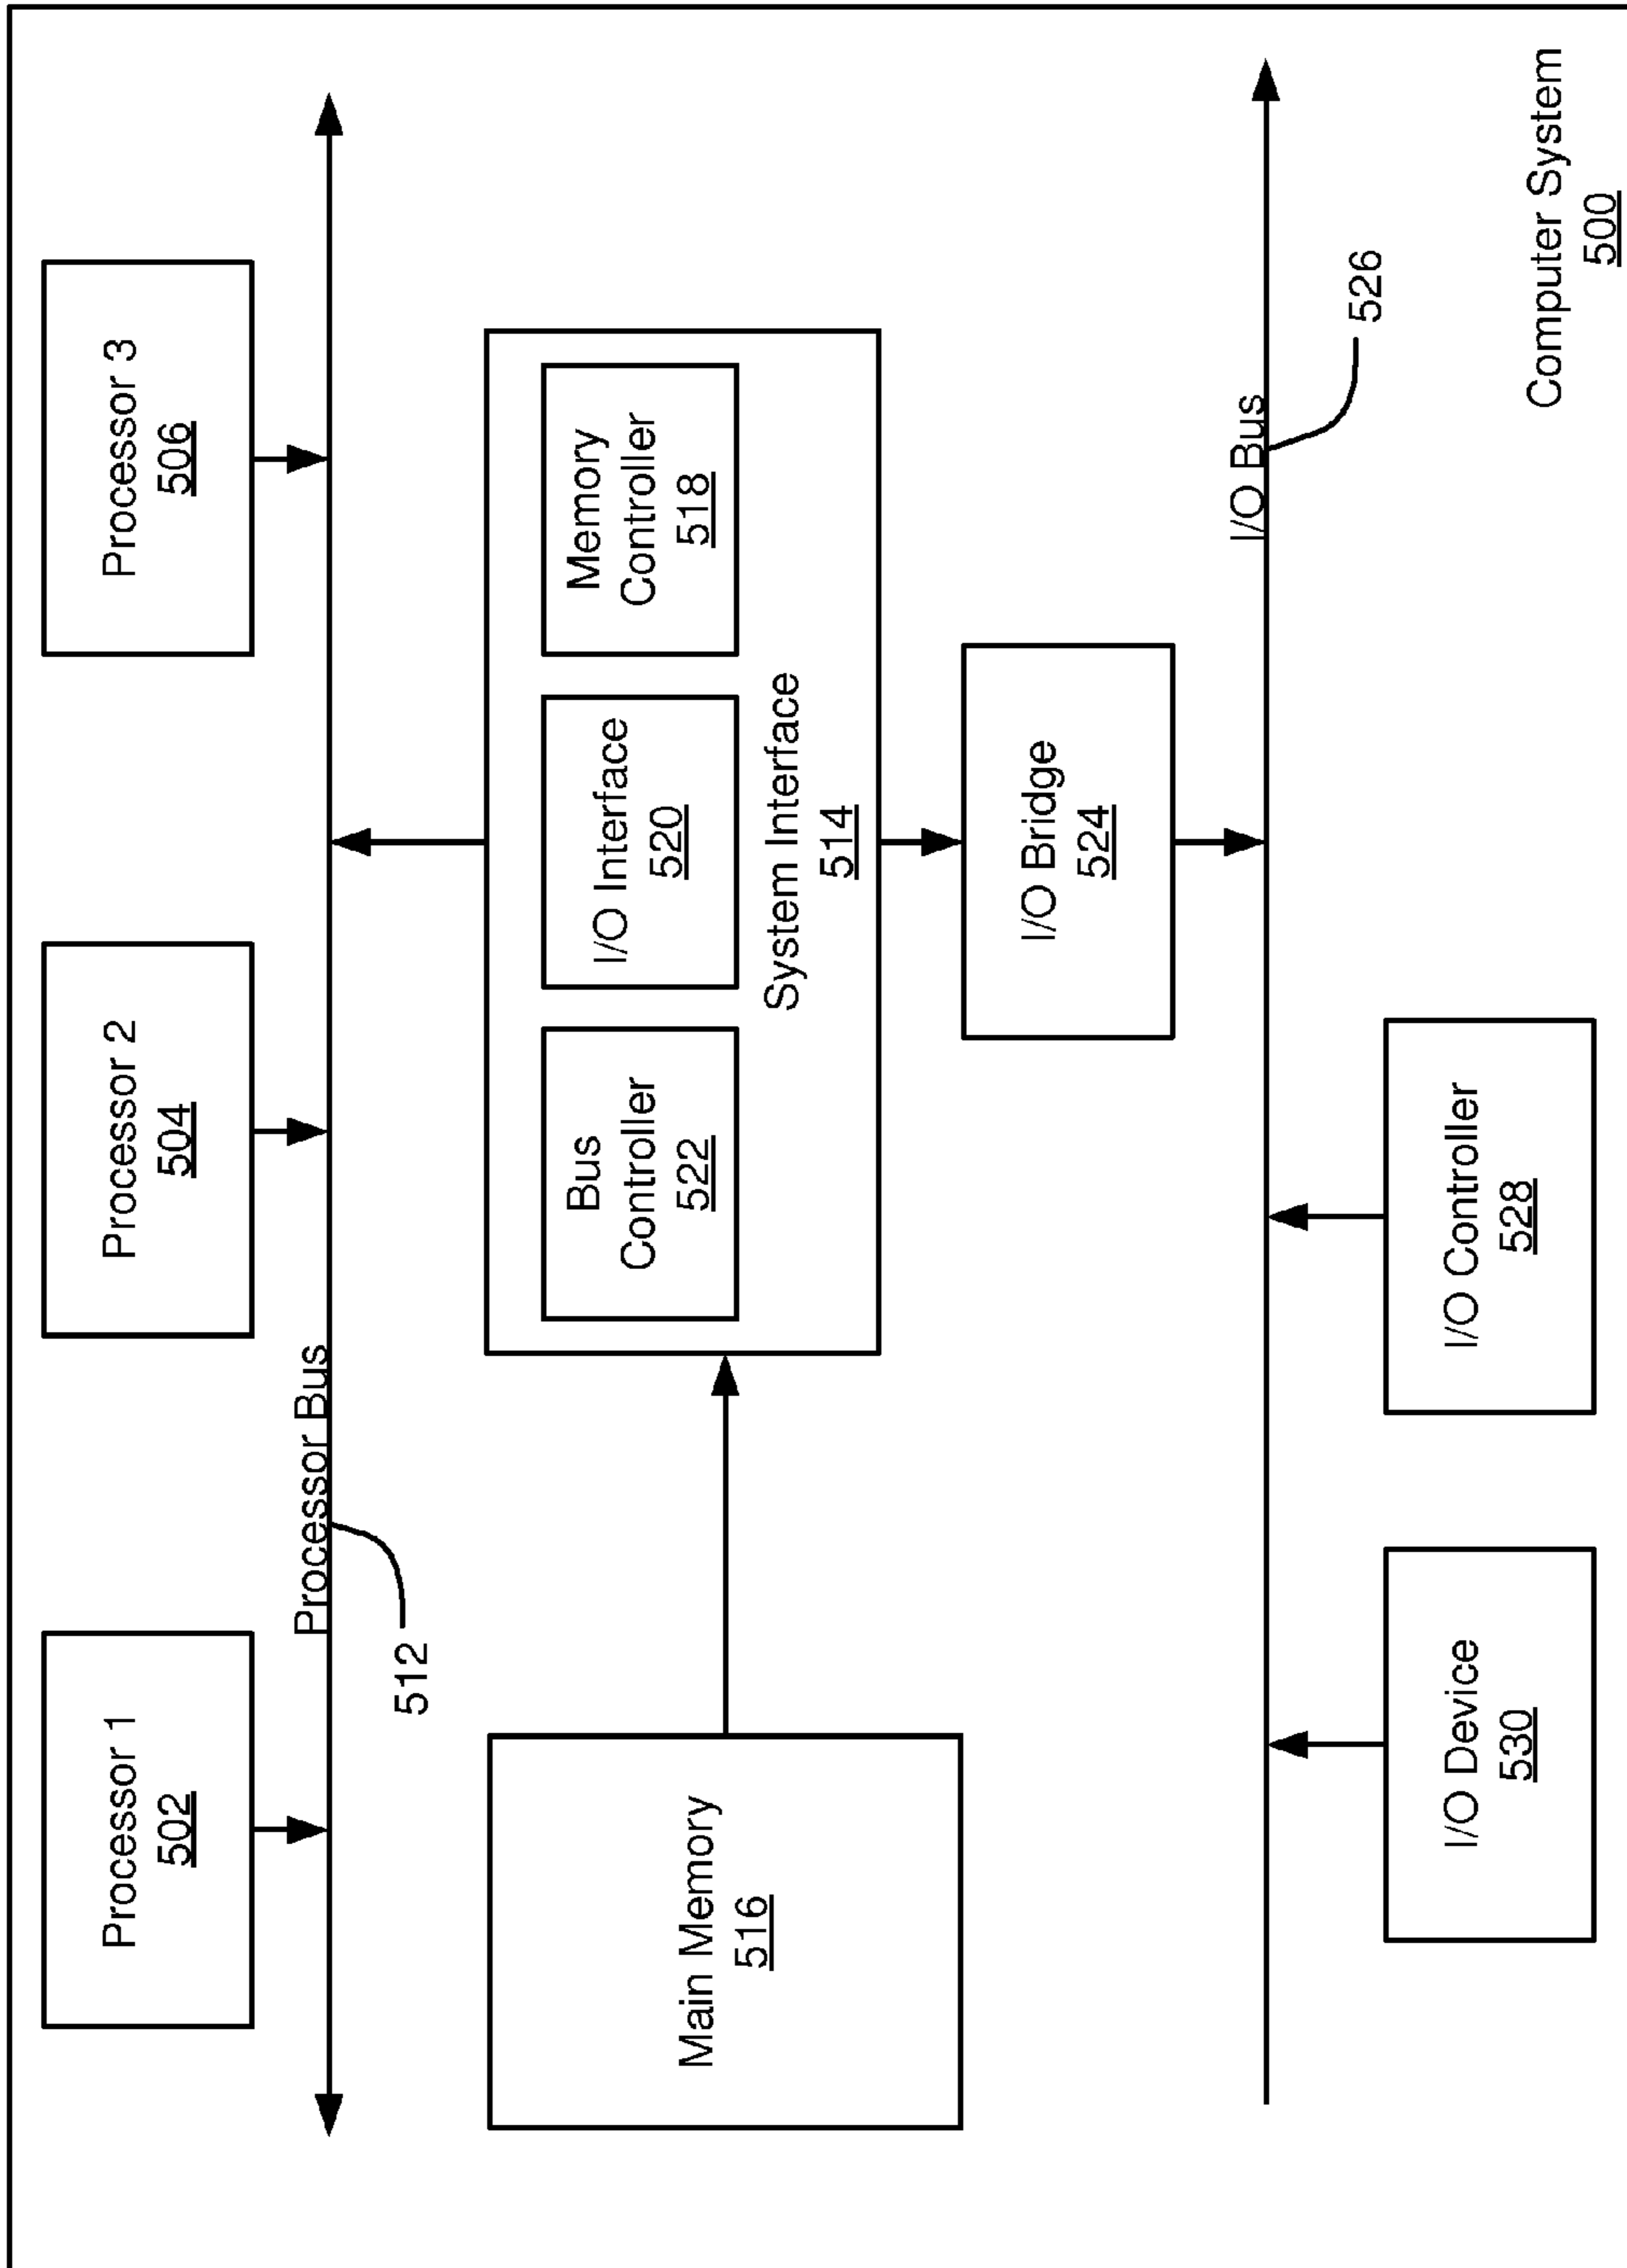 Processor 1
502
Processor 2
504
Processor 3
506
Processor Bus
512
Main Memory
516
Bus
Controller
522
I/O Interface
520
Memory
Controller
518
System Interface
514
I/O Bridge
524
I/O Bus
526
I/O Device
530
I/O Controller
528
Computer System
500